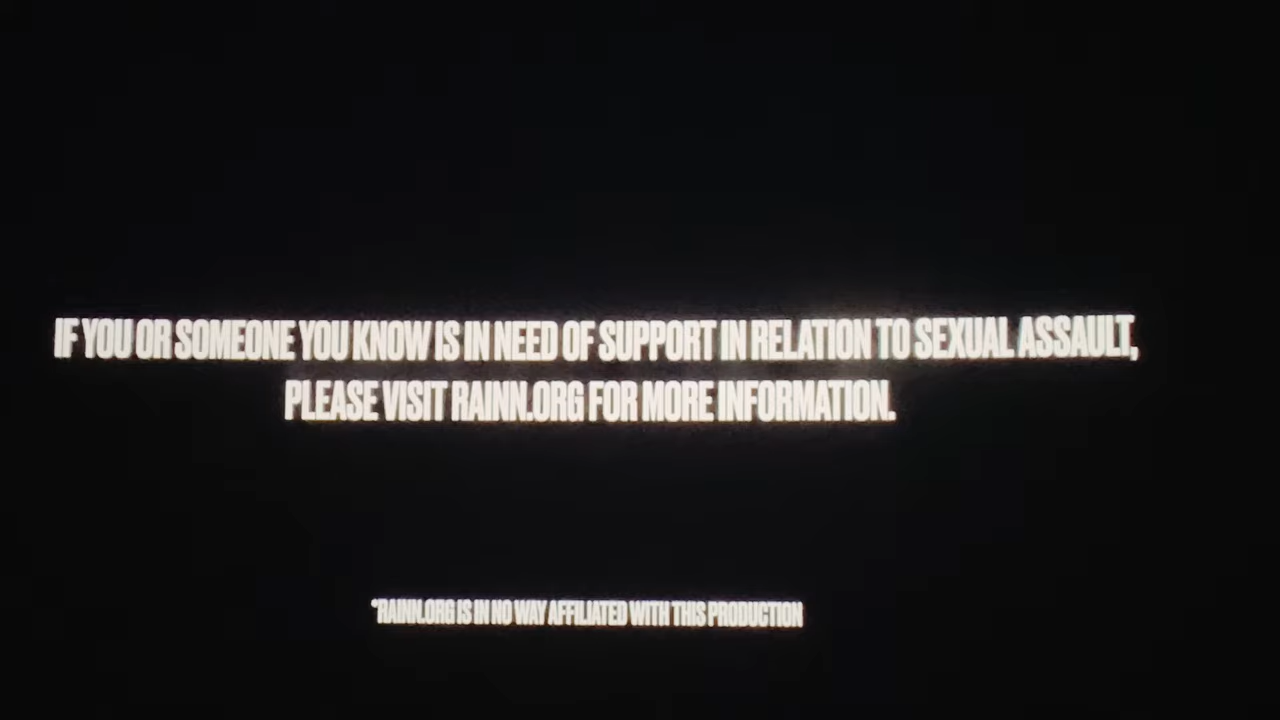 IF YOU OR SOMEONE YOU KNOW IS IN NEED OF SUPPORT IN RELATION TO SEXUAL ASSAULT,
PLEASE VISIT RAINN.ORG FOR MORE INFORMATION.
*RAINN.ORG IS IN NO WAY AFFILIATED WITH THIS PRODUCTION